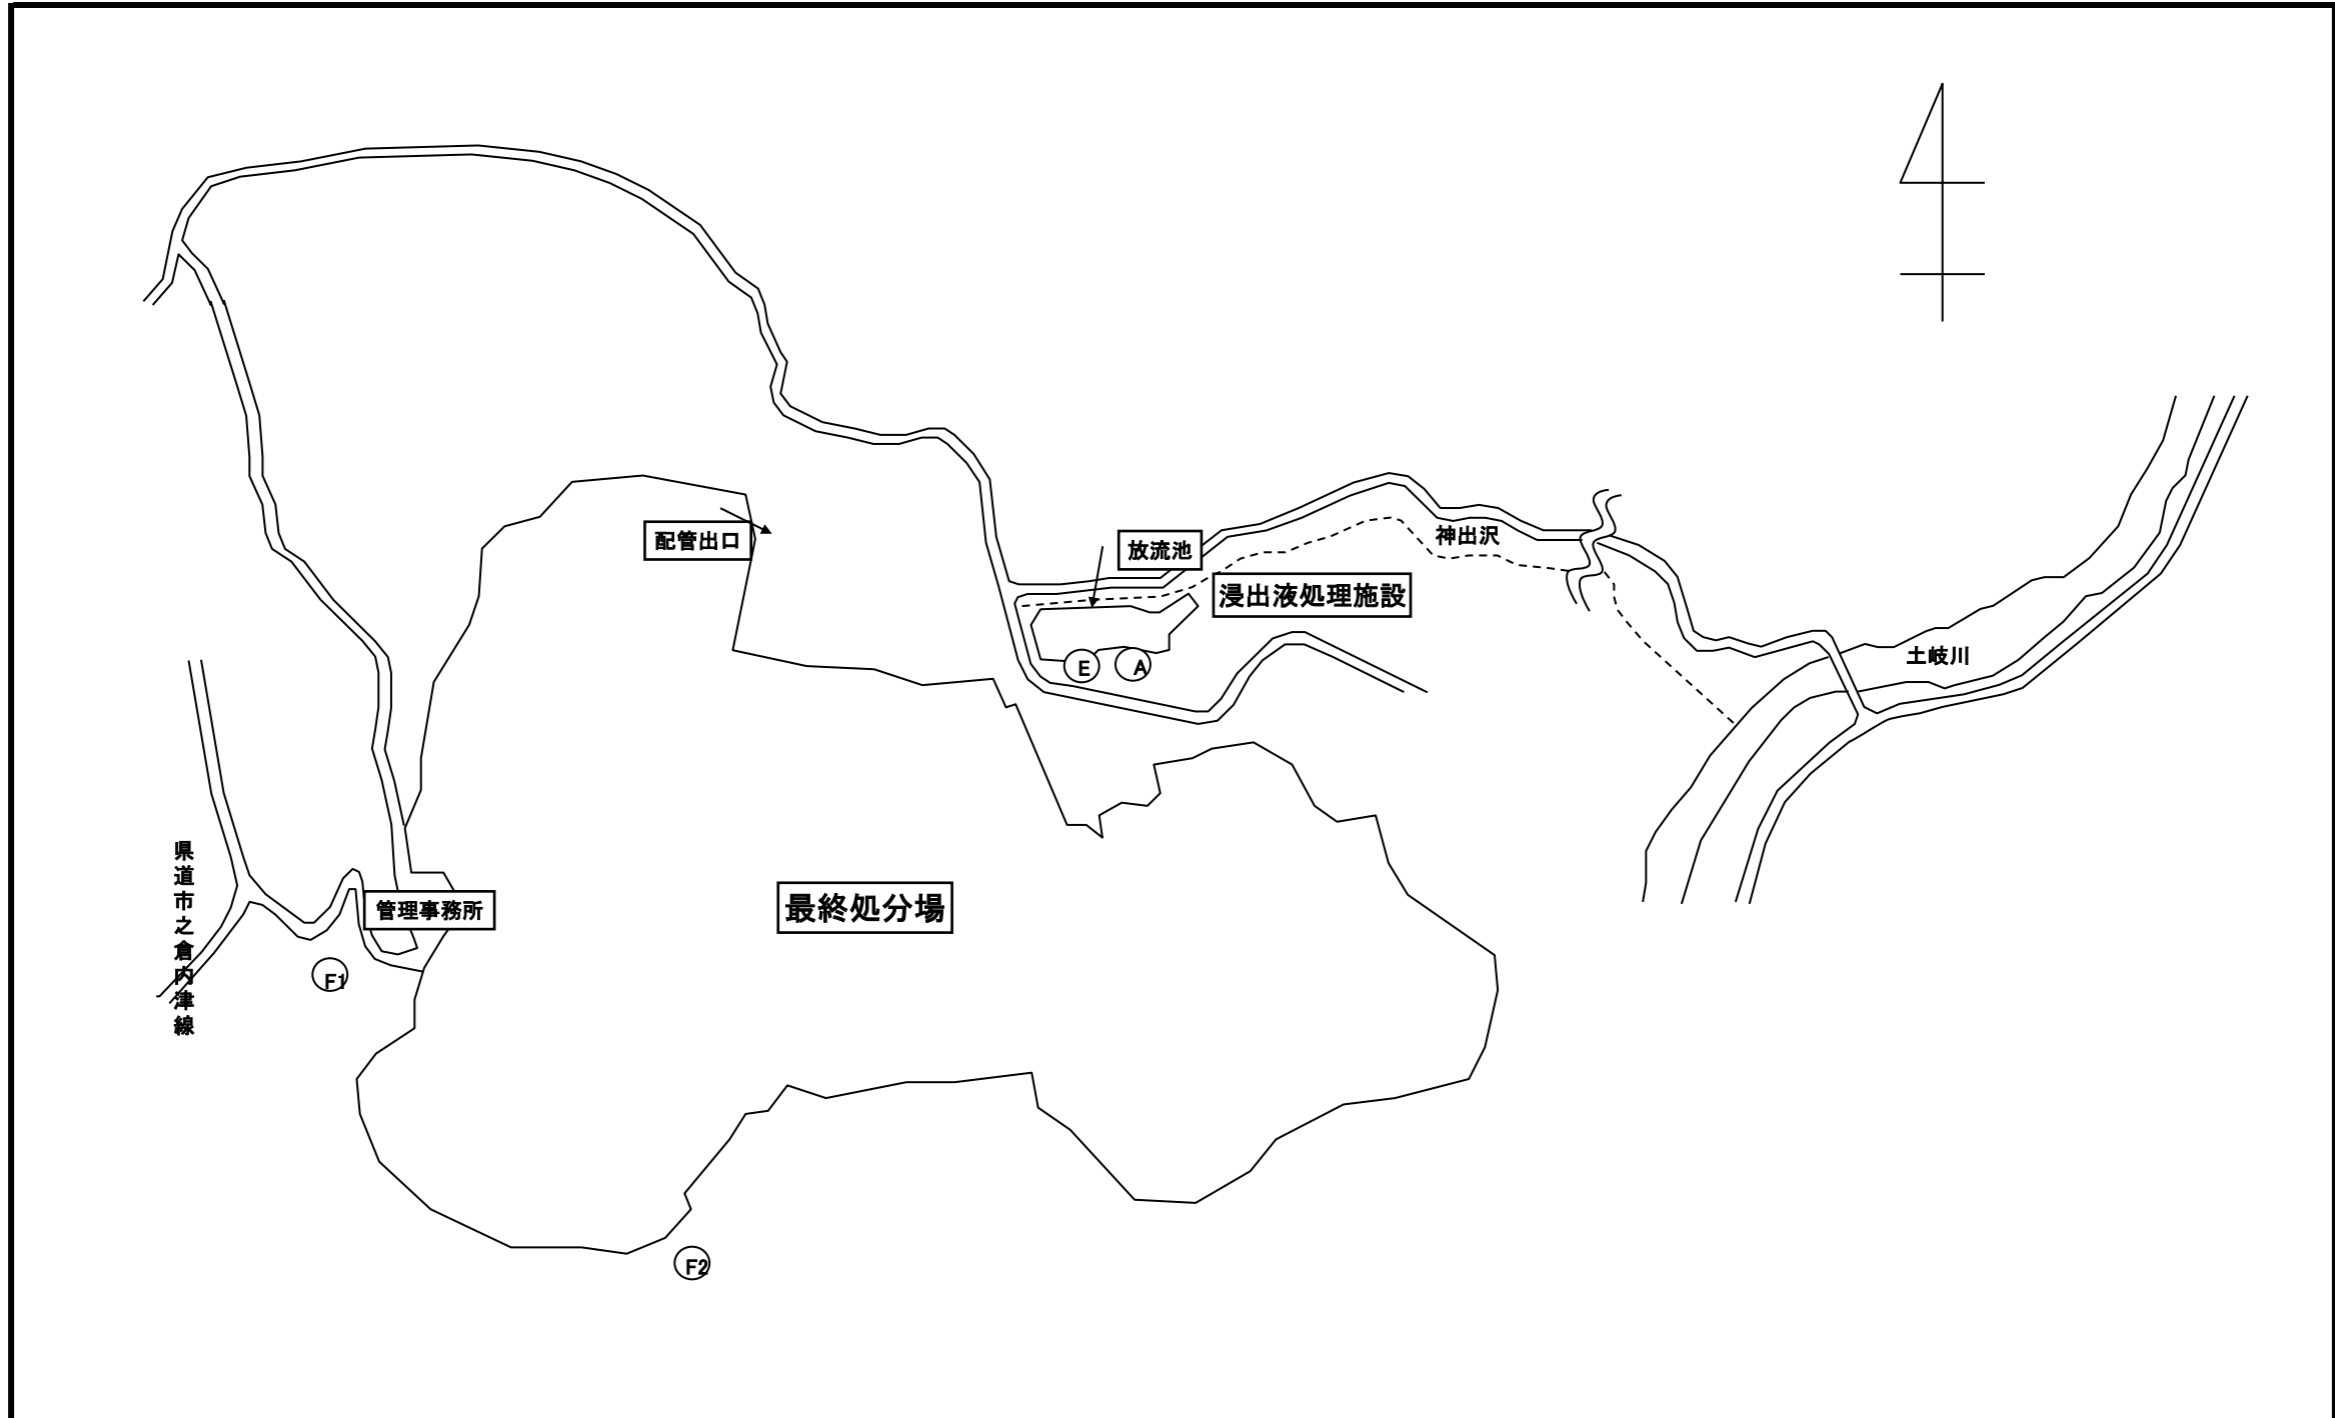 神出沢
配管出口
放流池
浸出液処理施設
土岐川
E
A
県道市之倉内津線
管理事務所
最終処分場
F1
F2